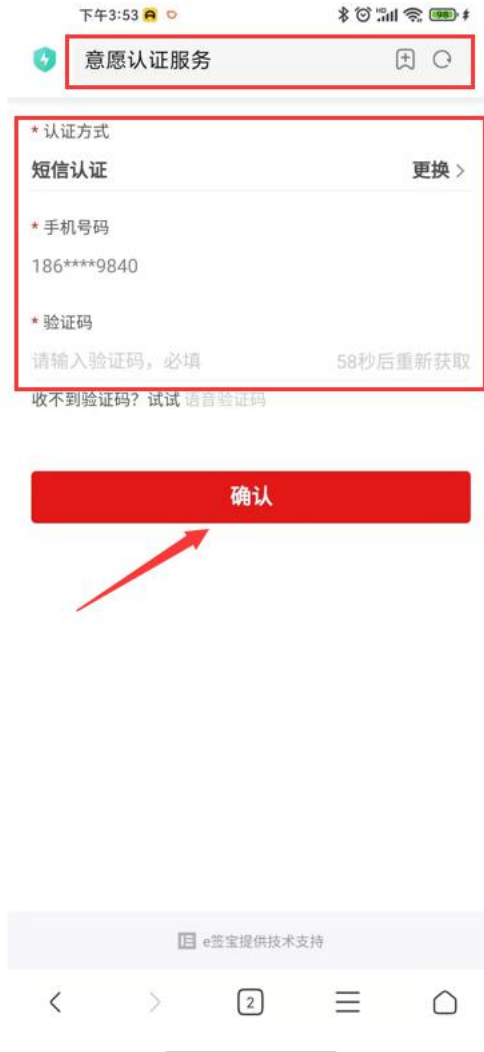 下午3:53
98
意愿认证服务
* 认证方式
短信认证 更换 >
* 手机号码
186****9840
* 验证码
请输入验证码，必填 58秒后重新获取
收不到验证码？试试 语音验证码
确认
e签宝提供技术支持
2